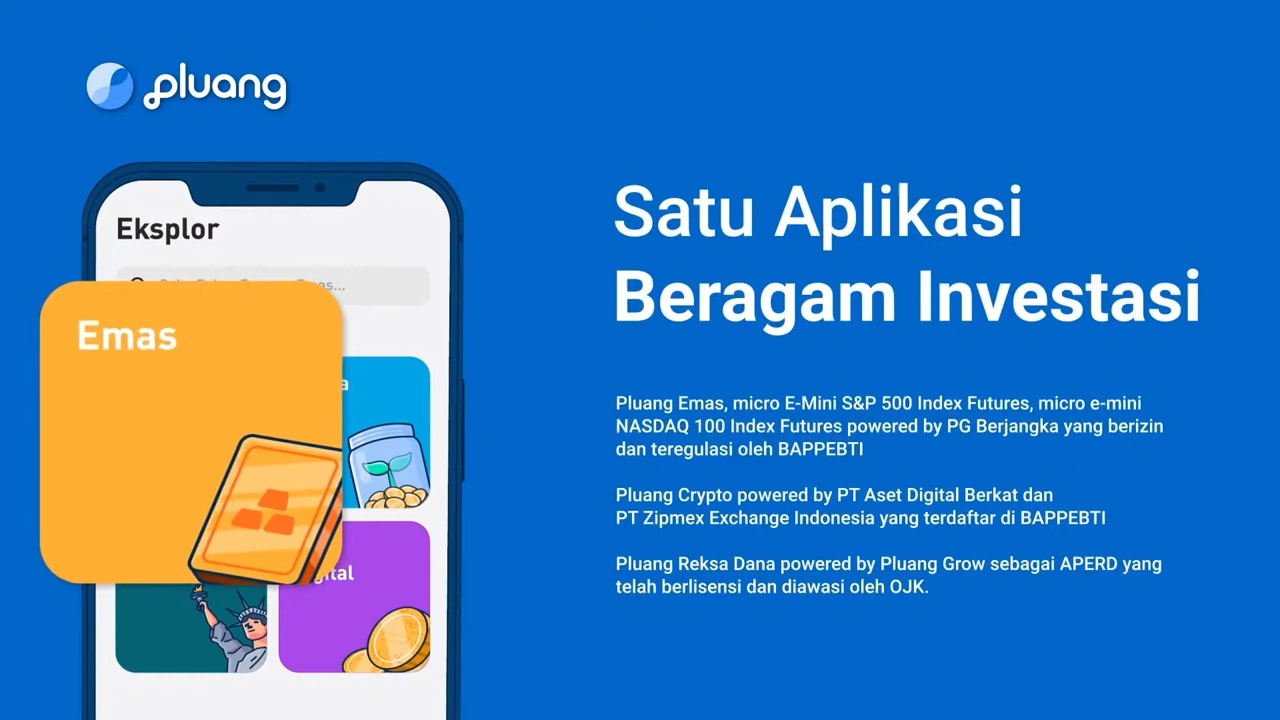 pluang
Eksplor
Emas...
Emas
Satu Aplikasi
Beragam Investasi
Pluang Emas, micro E-Mini S&P 500 Index Futures, micro e-mini
NASDAQ 100 Index Futures powered by PG Berjangka yang berizin
dan teregulasi oleh BAPPEBTI
Pluang Crypto powered by PT Aset Digital Berkat dan
PT Zipmex Exchange Indonesia yang terdaftar di BAPPEBTI
Pluang Reksa Dana powered by Pluang Grow sebagai APERD yang
telah berlisensi dan diawasi oleh OJK.